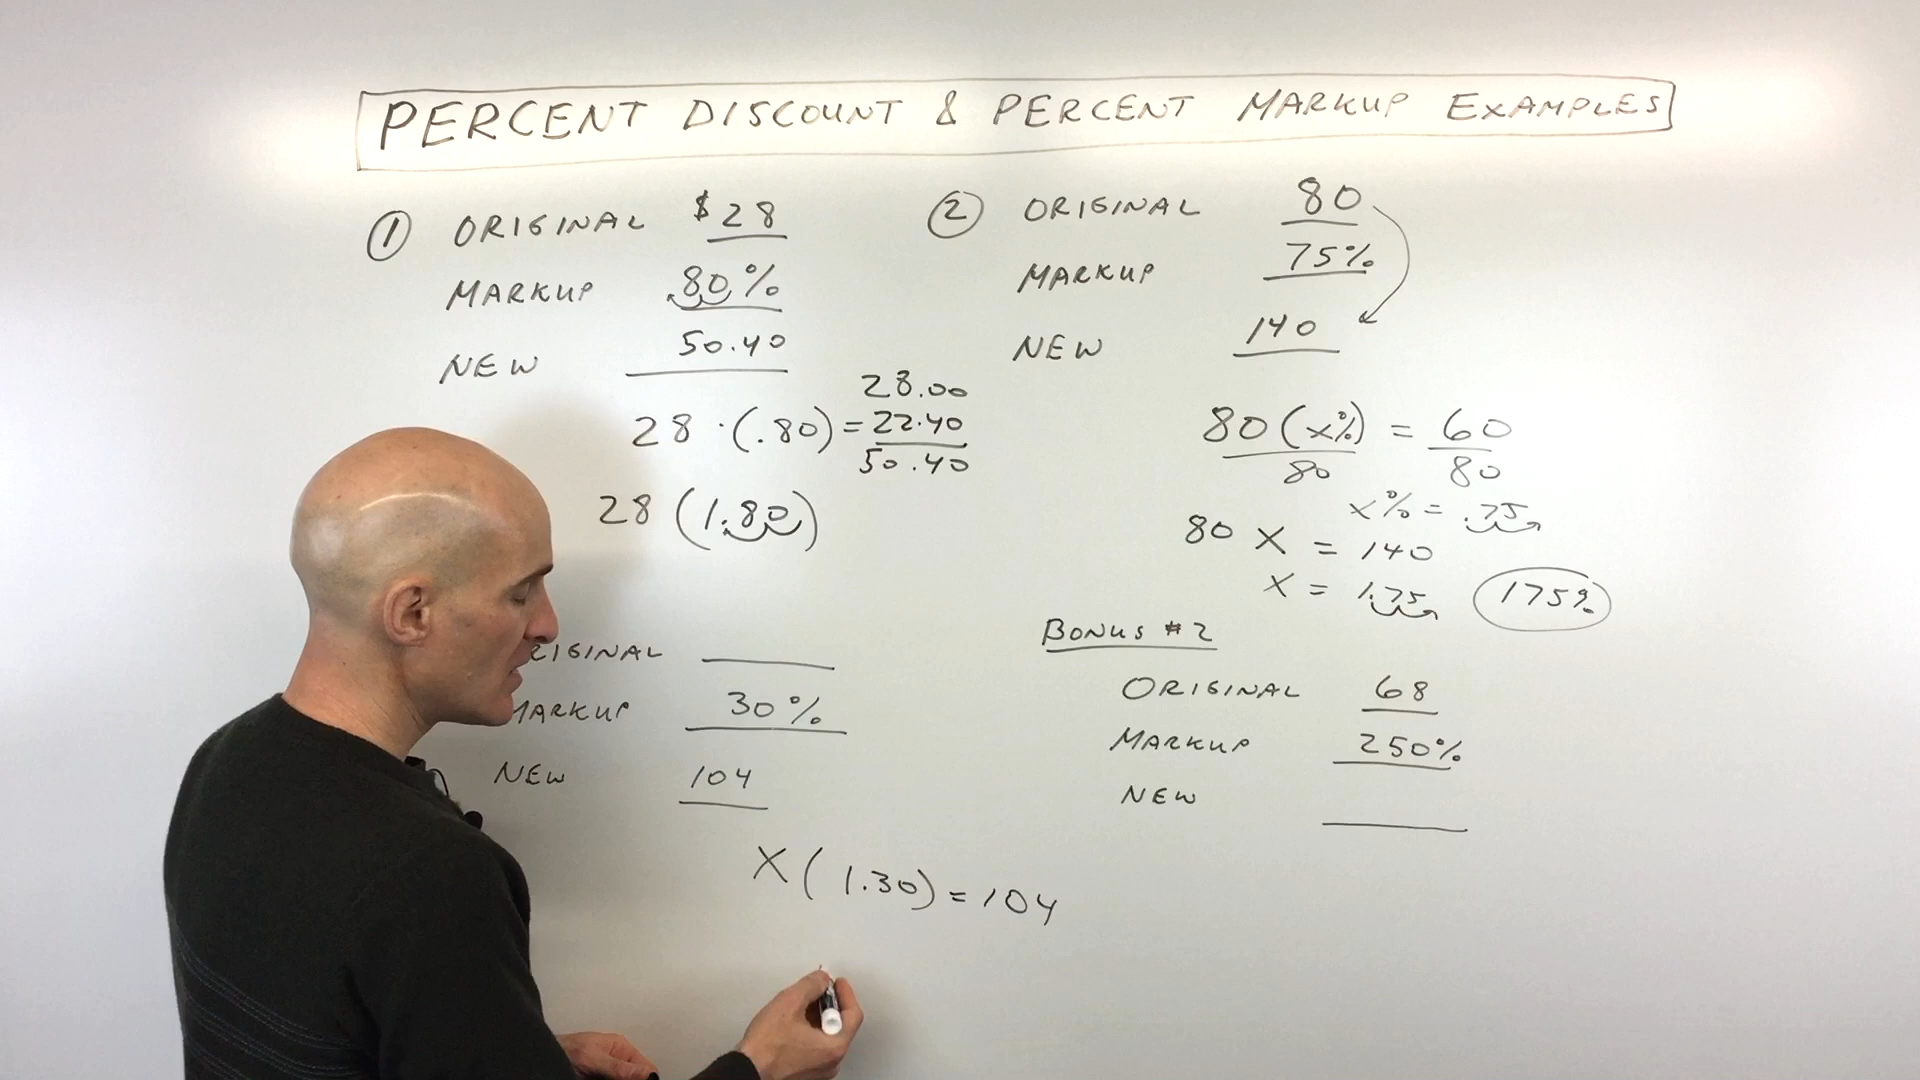 PERCENT DISCOUNT & PERCENT MARKUP EXAMPLES
① ORIGINAL $28
MARKUP 80%
NEW 50.40
28 · (.80) = 22.40
28.00
50.40
28 (1.80)
② ORIGINAL 80
MARKUP 75%
NEW 140
80 (x%) = 60
80 80
x% = .75
80 X = 140
X = 1.75 175%
RIGINAL
MARKUP 30%
NEW 104
X (1.30) = 104
BONUS #2
ORIGINAL 68
MARKUP 250%
NEW